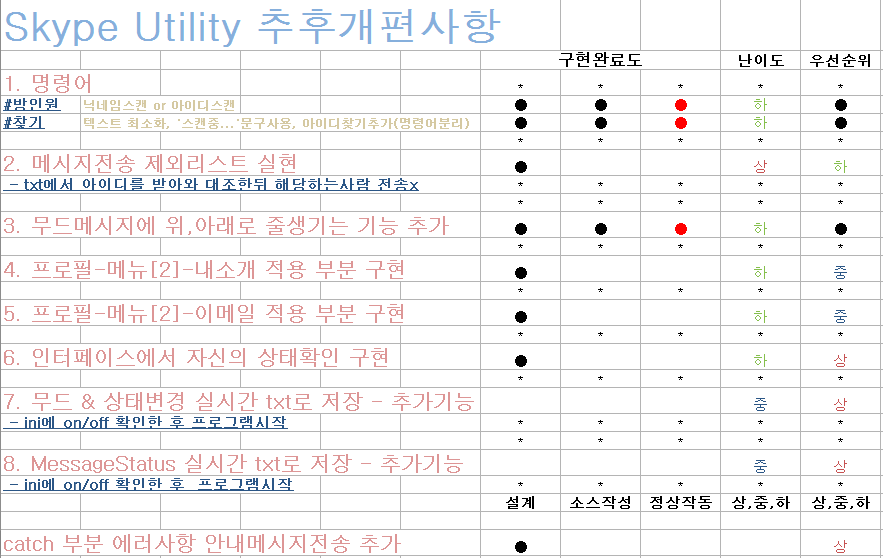 Skype Utility 추후개편사항
구현완료도 난이도 우선순위
1. 명령어 * * * * *
#방인원 닉네임스캔 or 아이디스캔 ● ● ● 하 ●
#찾기 텍스트 최소화, '스캔중...'문구사용, 아이디찾기추가(명령어분리) ● ● ● 하 ●
* * * * *
2. 메시지전송 제외리스트 실현 ● 상 하
- txt에서 아이디를 받아와 대조한뒤 해당하는사람 전송x * * * * *
* * * * *
3. 무드메시지에 위,아래로 줄생기는 기능 추가 ● ● ● 하 ●
* * * * *
4. 프로필-메뉴[2]-내소개 적용 부분 구현 ● 하 중
* * * * *
5. 프로필-메뉴[2]-이메일 적용 부분 구현 ● 하 중
* * * * *
6. 인터페이스에서 자신의 상태확인 구현 ● 하 상
* * * * *
7. 무드 & 상태변경 실시간 txt로 저장 - 추가기능 중 상
- ini에 on/off 확인한 후 프로그램시작 * * * * *
* * * * *
8. MessageStatus 실시간 txt로 저장 - 추가기능 중 상
- ini에 on/off 확인한 후 프로그램시작 * * * * *
설계 소스작성 정상작동 상,중,하 상,중,하
catch 부분 에러사항 안내메시지전송 추가 ● 상